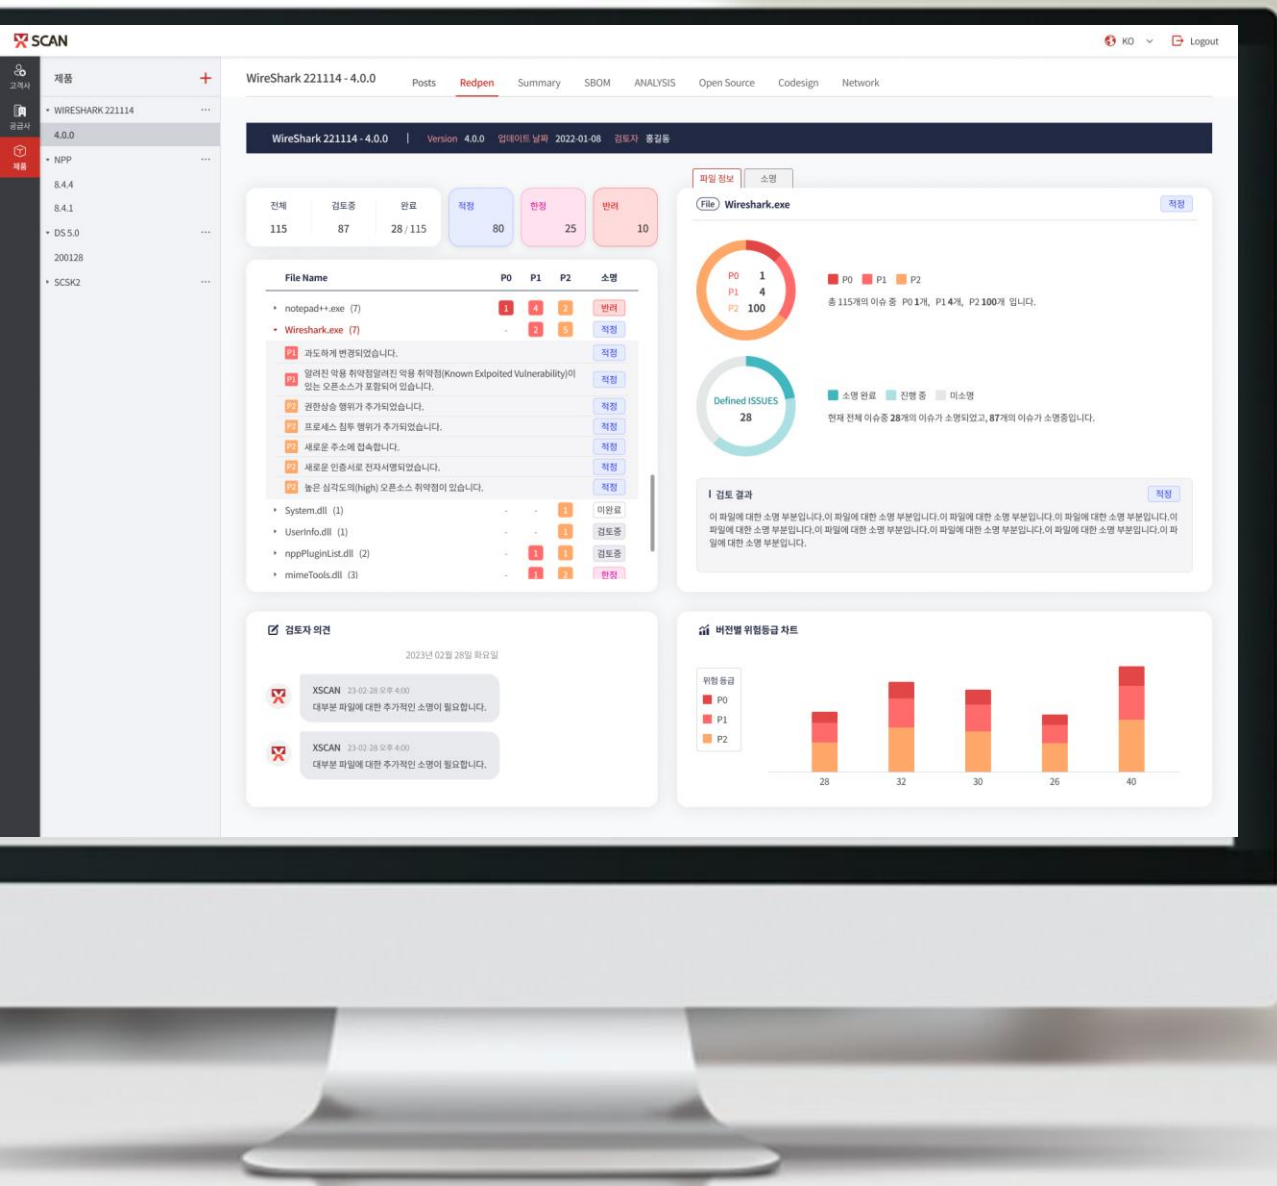 XSCAN
KO
Logout
고객사
공급사
제품
제품 +
WIRESHARK 221114 ...
4.0.0
NPP ...
8.4.4
8.4.1
DS 5.0 ...
200128
SCSK2 ...
WireShark 221114 - 4.0.0
Posts Redpen Summary SBOM ANALYSIS Open Source Codesign Network
WireShark 221114 - 4.0.0 | Version 4.0.0 업데이트 날짜 2022-01-08 검토자 홍길동
전체 검토중 완료
115 87 28 / 115
적정 80
한정 25
반려 10
File Name P0 P1 P2 소명
notepad++.exe (7) 1 4 2 반려
Wireshark.exe (7) - 2 5 적정
P1 과도하게 변경되었습니다. 적정
P1 알려진 악용 취약점알려진 악용 취약점(Known Exlpoited Vulnerability)이
있는 오픈소스가 포함되어 있습니다. 적정
P2 권한상승 행위가 추가되었습니다. 적정
P2 프로세스 침투 행위가 추가되었습니다. 적정
P2 새로운 주소에 접속합니다. 적정
P2 새로운 인증서로 전자서명되었습니다. 적정
P2 높은 심각도의(high) 오픈소스 취약점이 있습니다. 적정
System.dll (1) - - 1 미완료
UserInfo.dll (1) - - 1 검토중
nppPluginList.dll (2) - 1 1 검토중
mimeTools.dll (3) - 1 2 한정
파일 정보 소명
File Wireshark.exe 적정
P0 1
P1 4
P2 100
P0 P1 P2
총 115개의 이슈 중 P0 1개, P1 4개, P2 100개 입니다.
Defined ISSUES
28
소명 완료 진행 중 미소명
현재 전체 이슈중 28개의 이슈가 소명되었고, 87개의 이슈가 소명중입니다.
검토 결과 적정
이 파일에 대한 소명 부분입니다.이 파일에 대한 소명 부분입니다.이 파일에 대한 소명 부분입니다.이 파일에 대한 소명 부분입니다.이
파일에 대한 소명 부분입니다.이 파일에 대한 소명 부분입니다.이 파일에 대한 소명 부분입니다.이 파일에 대한 소명 부분입니다.이 파
일에 대한 소명 부분입니다.
검토자 의견
2023년 02월 28일 화요일
XSCAN 23-02-28 오후 4:00
대부분 파일에 대한 추가적인 소명이 필요합니다.
XSCAN 23-02-28 오후 4:00
대부분 파일에 대한 추가적인 소명이 필요합니다.
버전별 위험등급 차트
위험 등급
P0
P1
P2
28 32 30 26 40